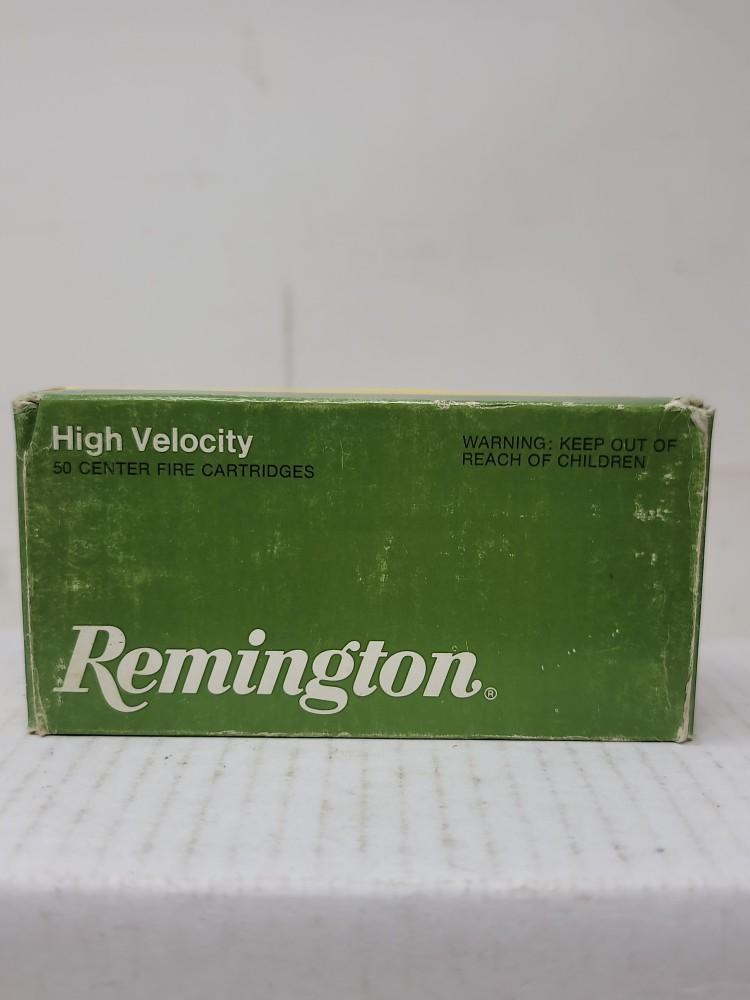 High Velocity
50 CENTER FIRE CARTRIDGES
WARNING: KEEP OUT OF
REACH OF CHILDREN
Remington®